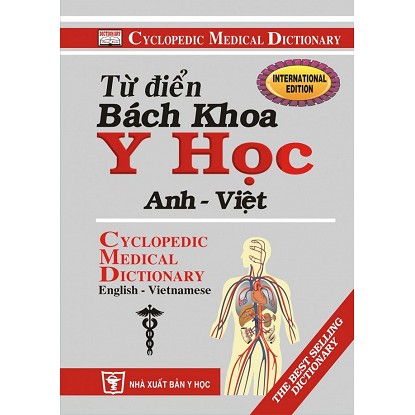 DICTIONARY
CYCLOPEDIC MEDICAL DICTIONARY
INTERNATIONAL
EDITION
Từ điển
Bách Khoa
Y Học
Anh - Việt
CYCLOPEDIC
MEDICAL
DICTIONARY
English - Vietnamese
THE BEST SELLING
DICTIONARY
NHÀ XUẤT BẢN Y HỌC